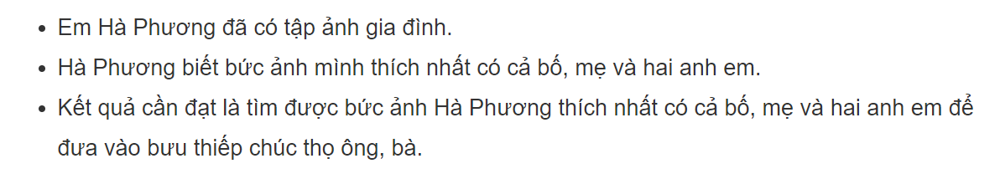 • Em Hà Phương đã có tập ảnh gia đình.
• Hà Phương biết bức ảnh mình thích nhất có cả bố, mẹ và hai anh em.
• Kết quả cần đạt là tìm được bức ảnh Hà Phương thích nhất có cả bố, mẹ và hai anh em để
đưa vào bưu thiếp chúc thọ ông, bà.